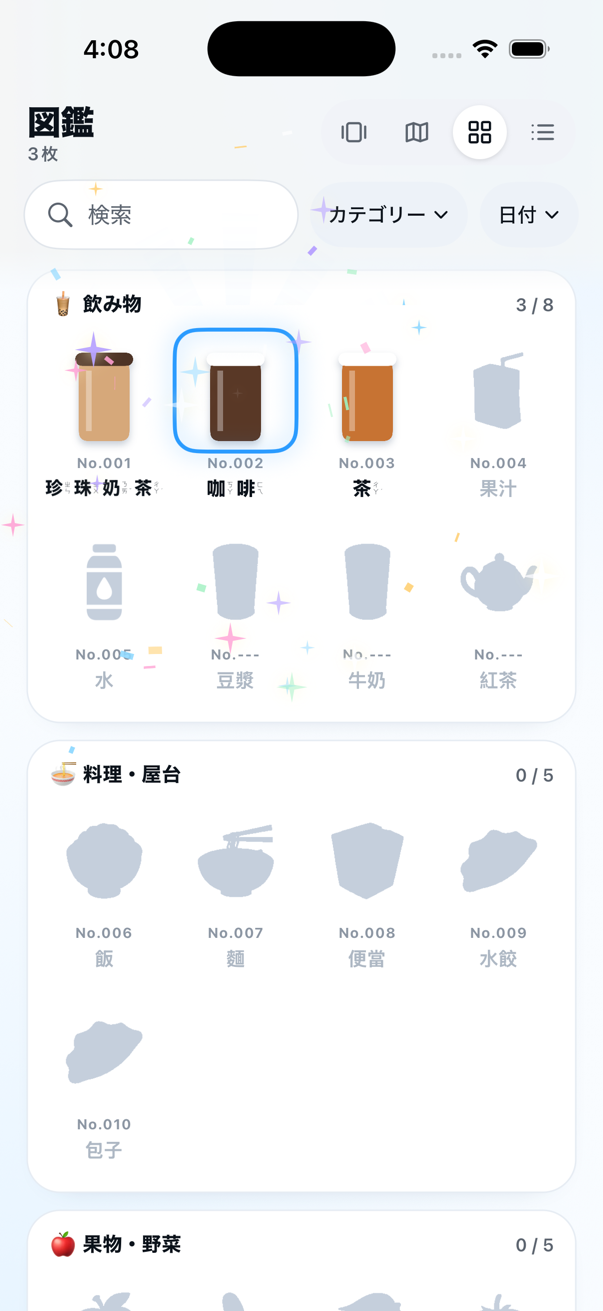 4:08
図鑑
3枚
検索
カテゴリー
日付
飲み物
3 / 8
No.001
No.002
No.003
No.004
珍珠奶茶
咖啡
茶
果汁
No.005
No.---
No.---
No.---
水
豆漿
牛奶
紅茶
料理・屋台
0 / 5
No.006
No.007
No.008
No.009
飯
麵
便當
水餃
No.010
包子
果物・野菜
0 / 5